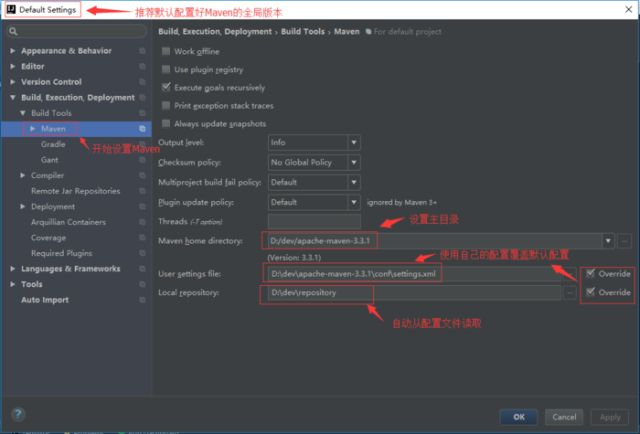 Default Settings
推荐默认配置好Maven的全局版本
Build, Execution, Deployment › Build Tools › Maven
For default project
Appearance & Behavior
Editor
Version Control
Build, Execution, Deployment
Build Tools
Maven
开始设置Maven
Gradle
Gant
Compiler
Remote Jar Repositories
Deployment
Arquillian Containers
Coverage
Required Plugins
Languages & Frameworks
Tools
Auto Import
Work offline
Use plugin registry
Execute goals recursively
Print exception stack traces
Always update snapshots
Output level: Info
Checksum policy: No Global Policy
Multiproject build fail policy: Default
Plugin update policy: Default ignored by Maven 3+
Threads (-T option)
设置主目录
Maven home directory: D:/dev/apache-maven-3.3.1
(Version: 3.3.1)
使用自己的配置覆盖默认配置
User settings file: D:\dev\apache-maven-3.3.1\conf\settings.xml Override
Local repository: D:\dev\repository Override
自动从配置文件读取
OK Cancel Apply